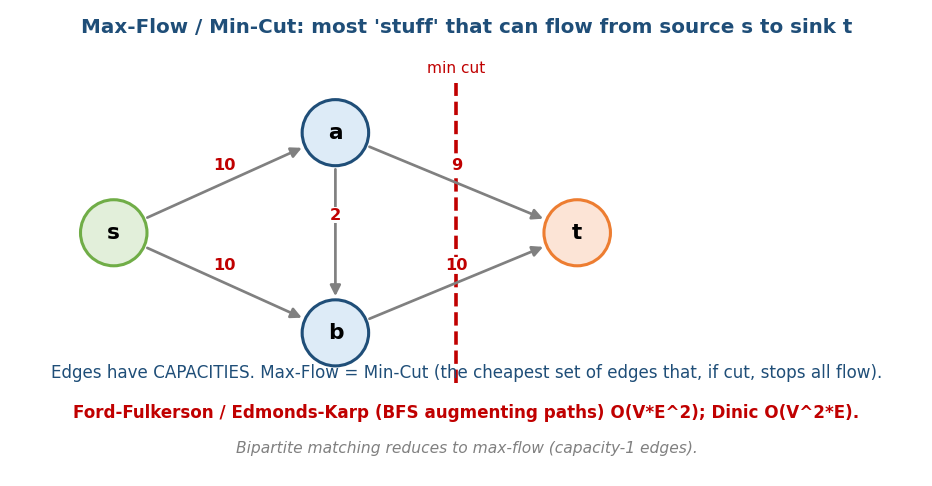 Max-Flow / Min-Cut: most 'stuff' that can flow from source s to sink t
min cut
a
10
9
2
s
t
10
10
b
Edges have CAPACITIES. Max-Flow = Min-Cut (the cheapest set of edges that, if cut, stops all flow).
Ford-Fulkerson / Edmonds-Karp (BFS augmenting paths) O(V*E^2); Dinic O(V^2*E).
Bipartite matching reduces to max-flow (capacity-1 edges).